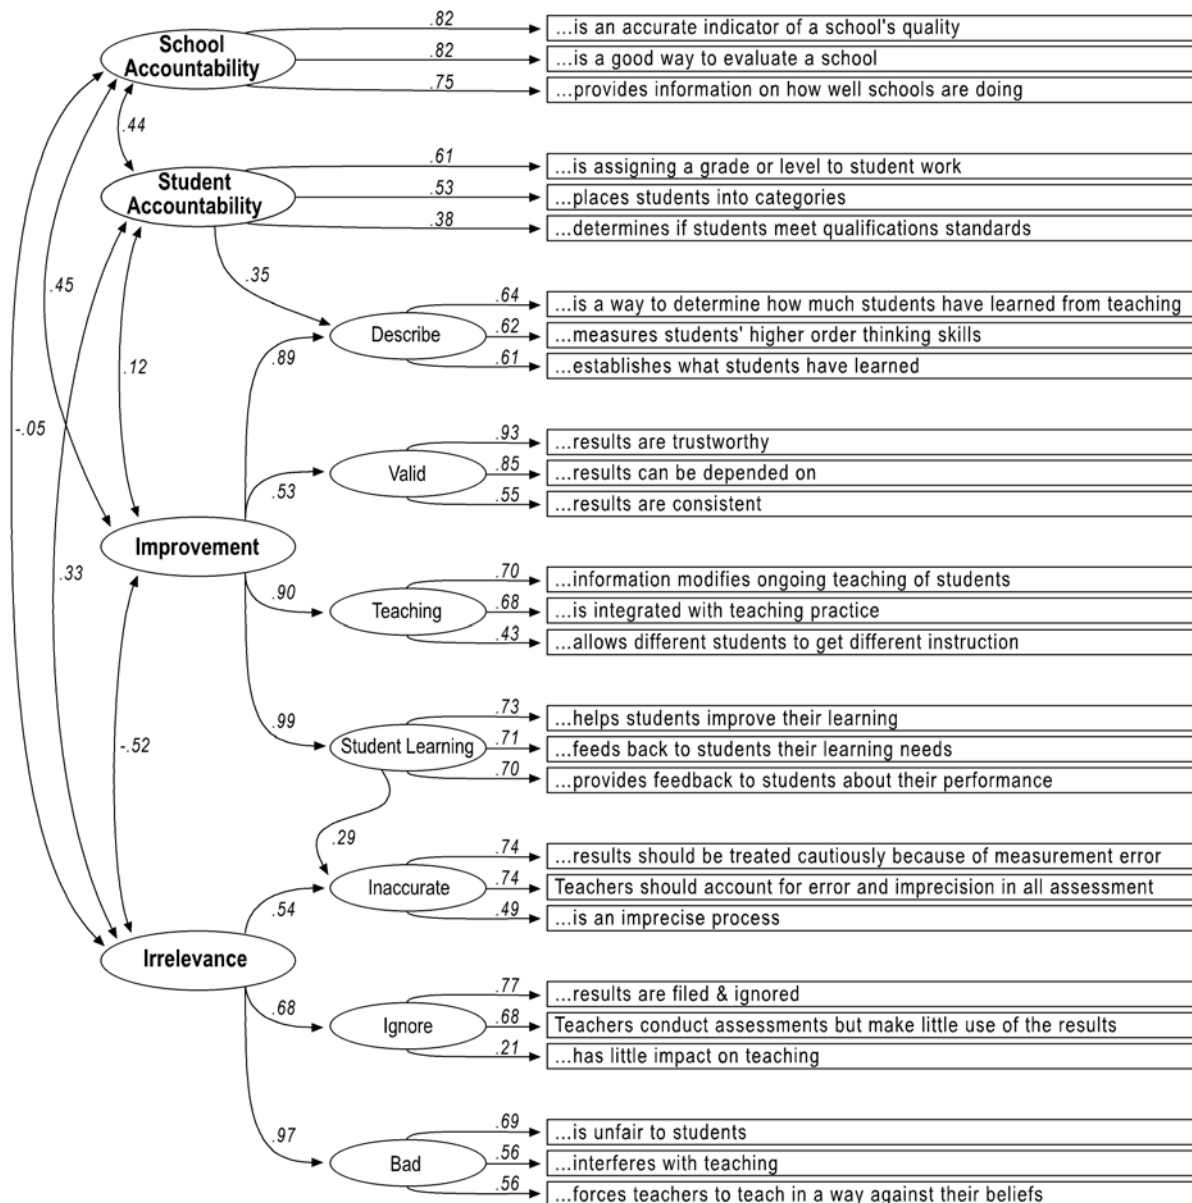 .82
...is an accurate indicator of a school's quality
School
Accountability
.82
...is a good way to evaluate a school
.75
...provides information on how well schools are doing
.44
.61
...is assigning a grade or level to student work
Student
Accountability
.53
...places students into categories
.38
...determines if students meet qualifications standards
.35
.45
.64
...is a way to determine how much students have learned from teaching
Describe
.62
...measures students' higher order thinking skills
.89
.61
...establishes what students have learned
.12
-.05
.93
...results are trustworthy
Valid
.85
...results can be depended on
.53
.55
...results are consistent
Improvement
.33
.90
.70
...information modifies ongoing teaching of students
Teaching
.68
...is integrated with teaching practice
.43
...allows different students to get different instruction
.99
.73
...helps students improve their learning
-.52
Student Learning
.71
...feeds back to students their learning needs
.70
...provides feedback to students about their performance
.29
.74
...results should be treated cautiously because of measurement error
Inaccurate
.74
Teachers should account for error and imprecision in all assessment
.54
.49
...is an imprecise process
Irrelevance
.68
.77
...results are filed & ignored
Ignore
.68
Teachers conduct assessments but make little use of the results
.21
...has little impact on teaching
.97
.69
...is unfair to students
Bad
.56
...interferes with teaching
.56
...forces teachers to teach in a way against their beliefs